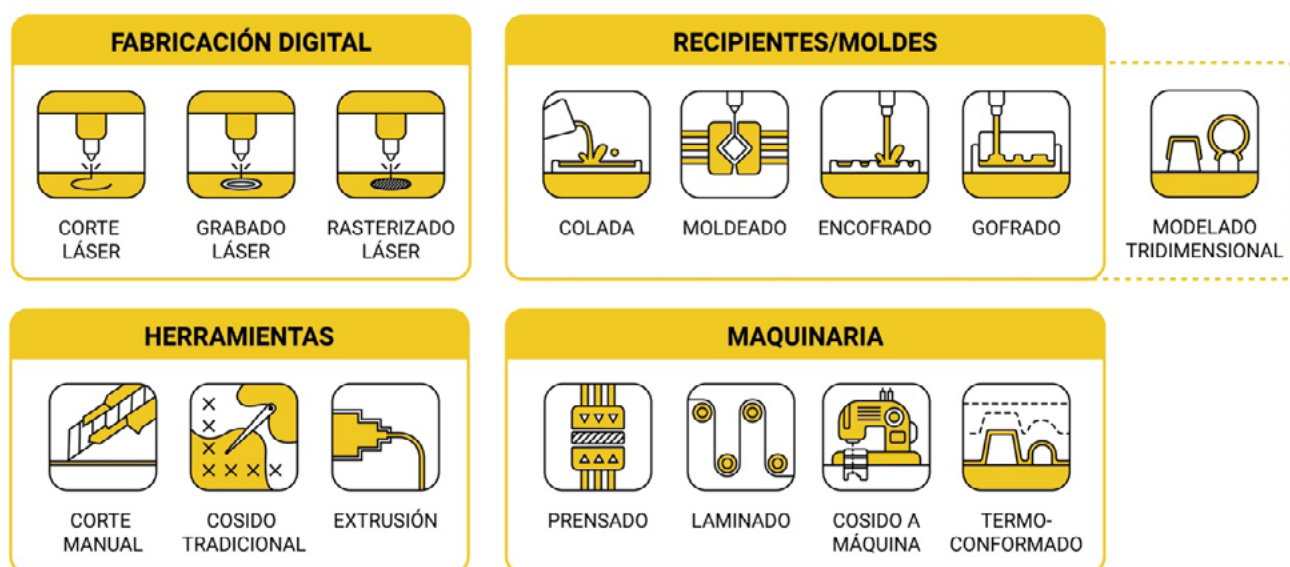 FABRICACIÓN DIGITAL
CORTE
LÁSER
GRABADO
LÁSER
RASTERIZADO
LÁSER
RECIPIENTES/MOLDES
COLADA
MOLDEADO
ENCOFRADO
GOFRADO
MODELADO
TRIDIMENSIONAL
HERRAMIENTAS
CORTE
MANUAL
COSIDO
TRADICIONAL
EXTRUSIÓN
MAQUINARIA
PRENSADO
LAMINADO
COSIDO A
MÁQUINA
TERMO-
CONFORMADO